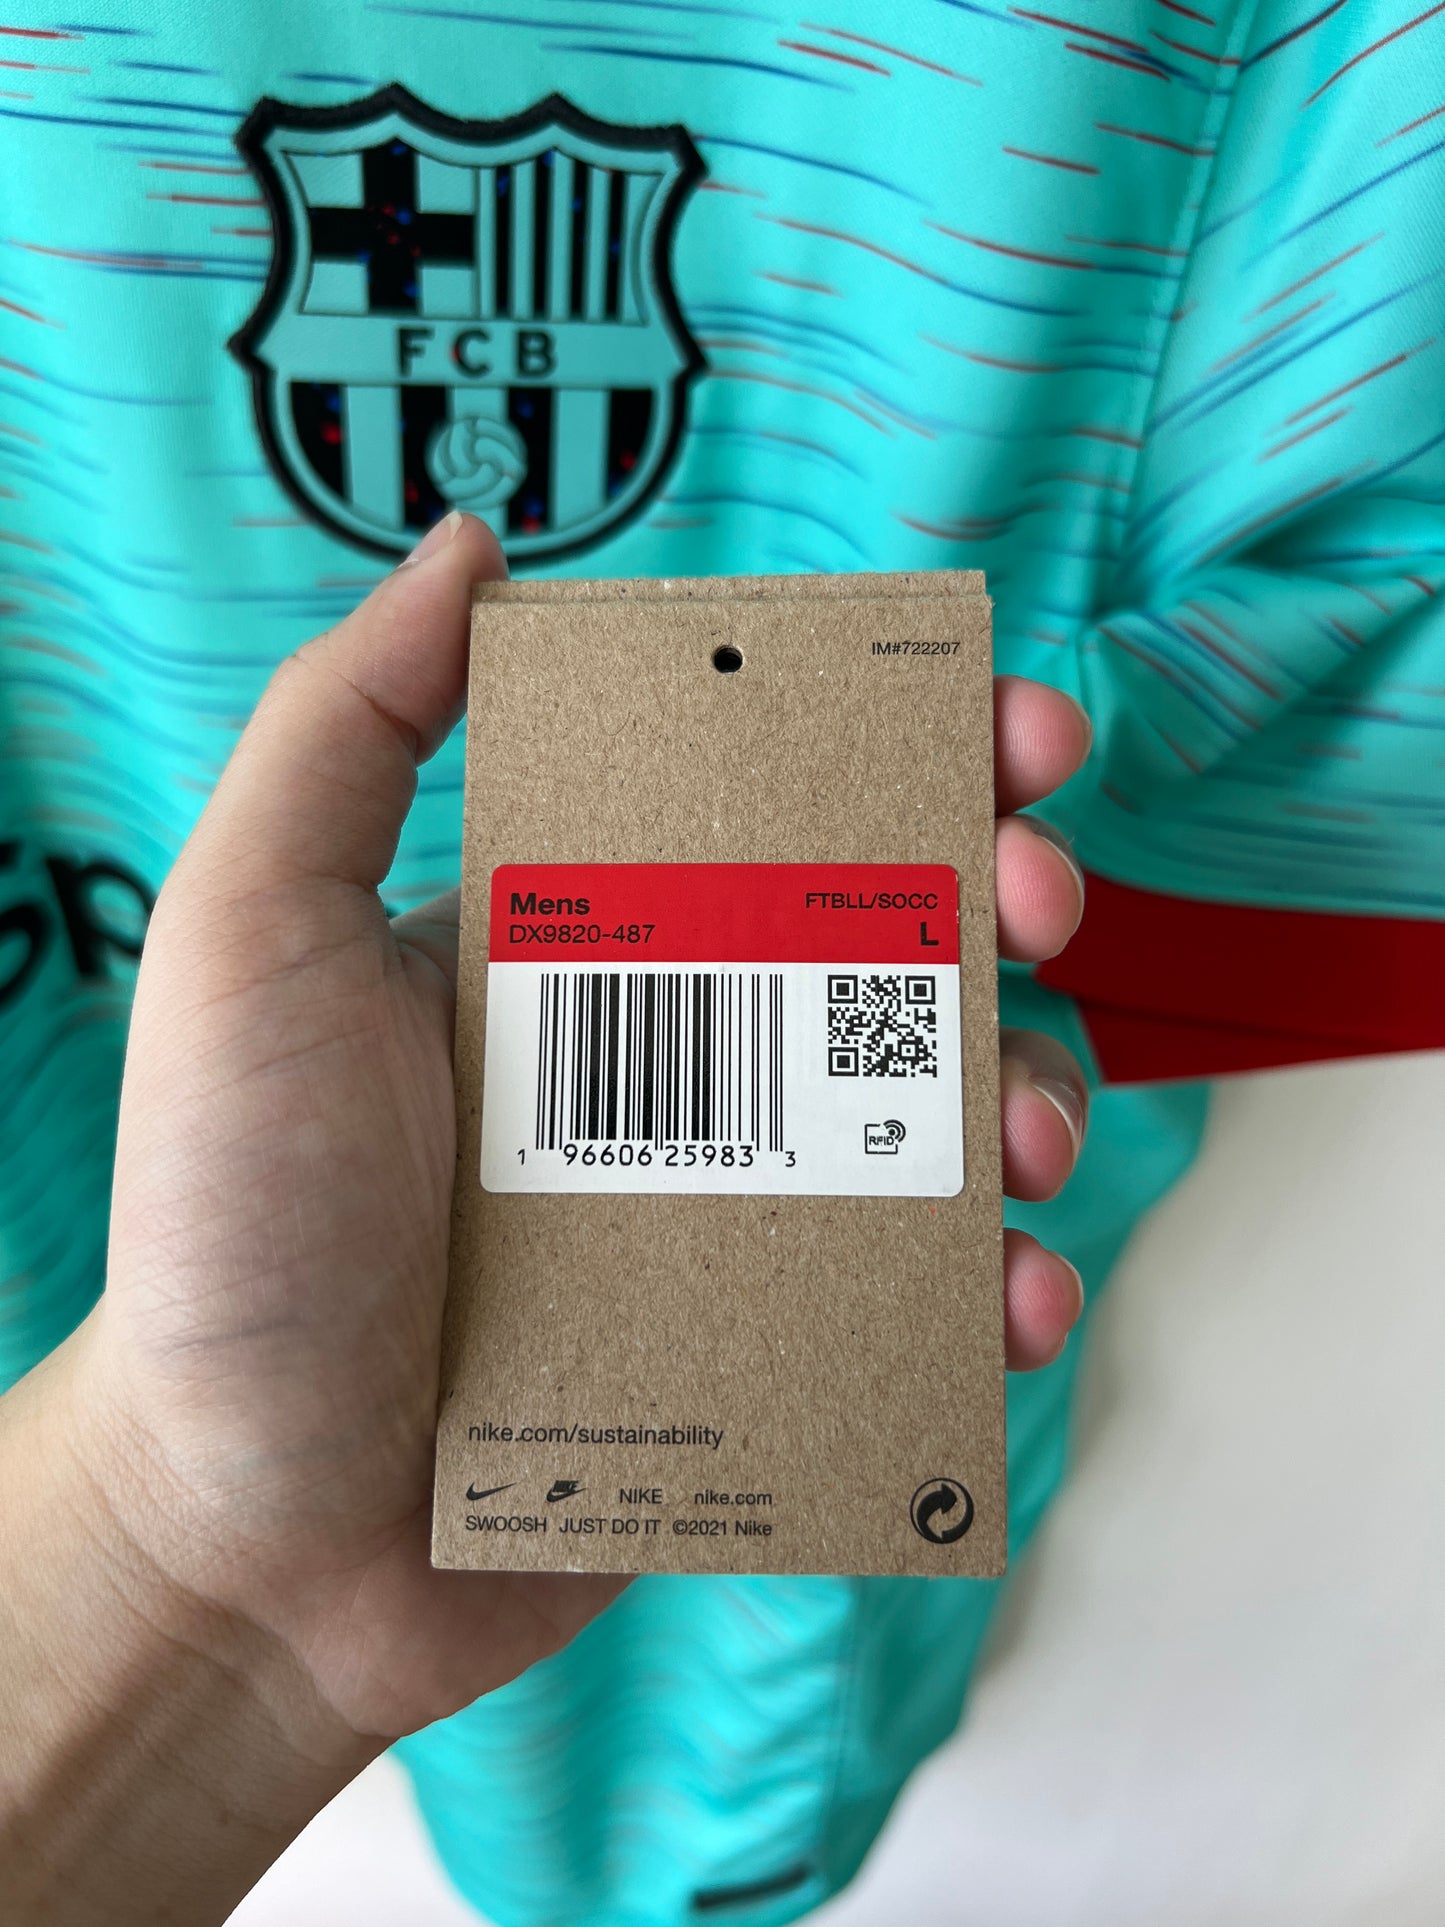 FCB
Sp
IM#722207
Mens
FTBLL/SOCC
DX9820-487
L
1 96606 25983 3
RFID
nike.com/sustainability
NIKE nike.com
SWOOSH JUST DO IT ©2021 Nike